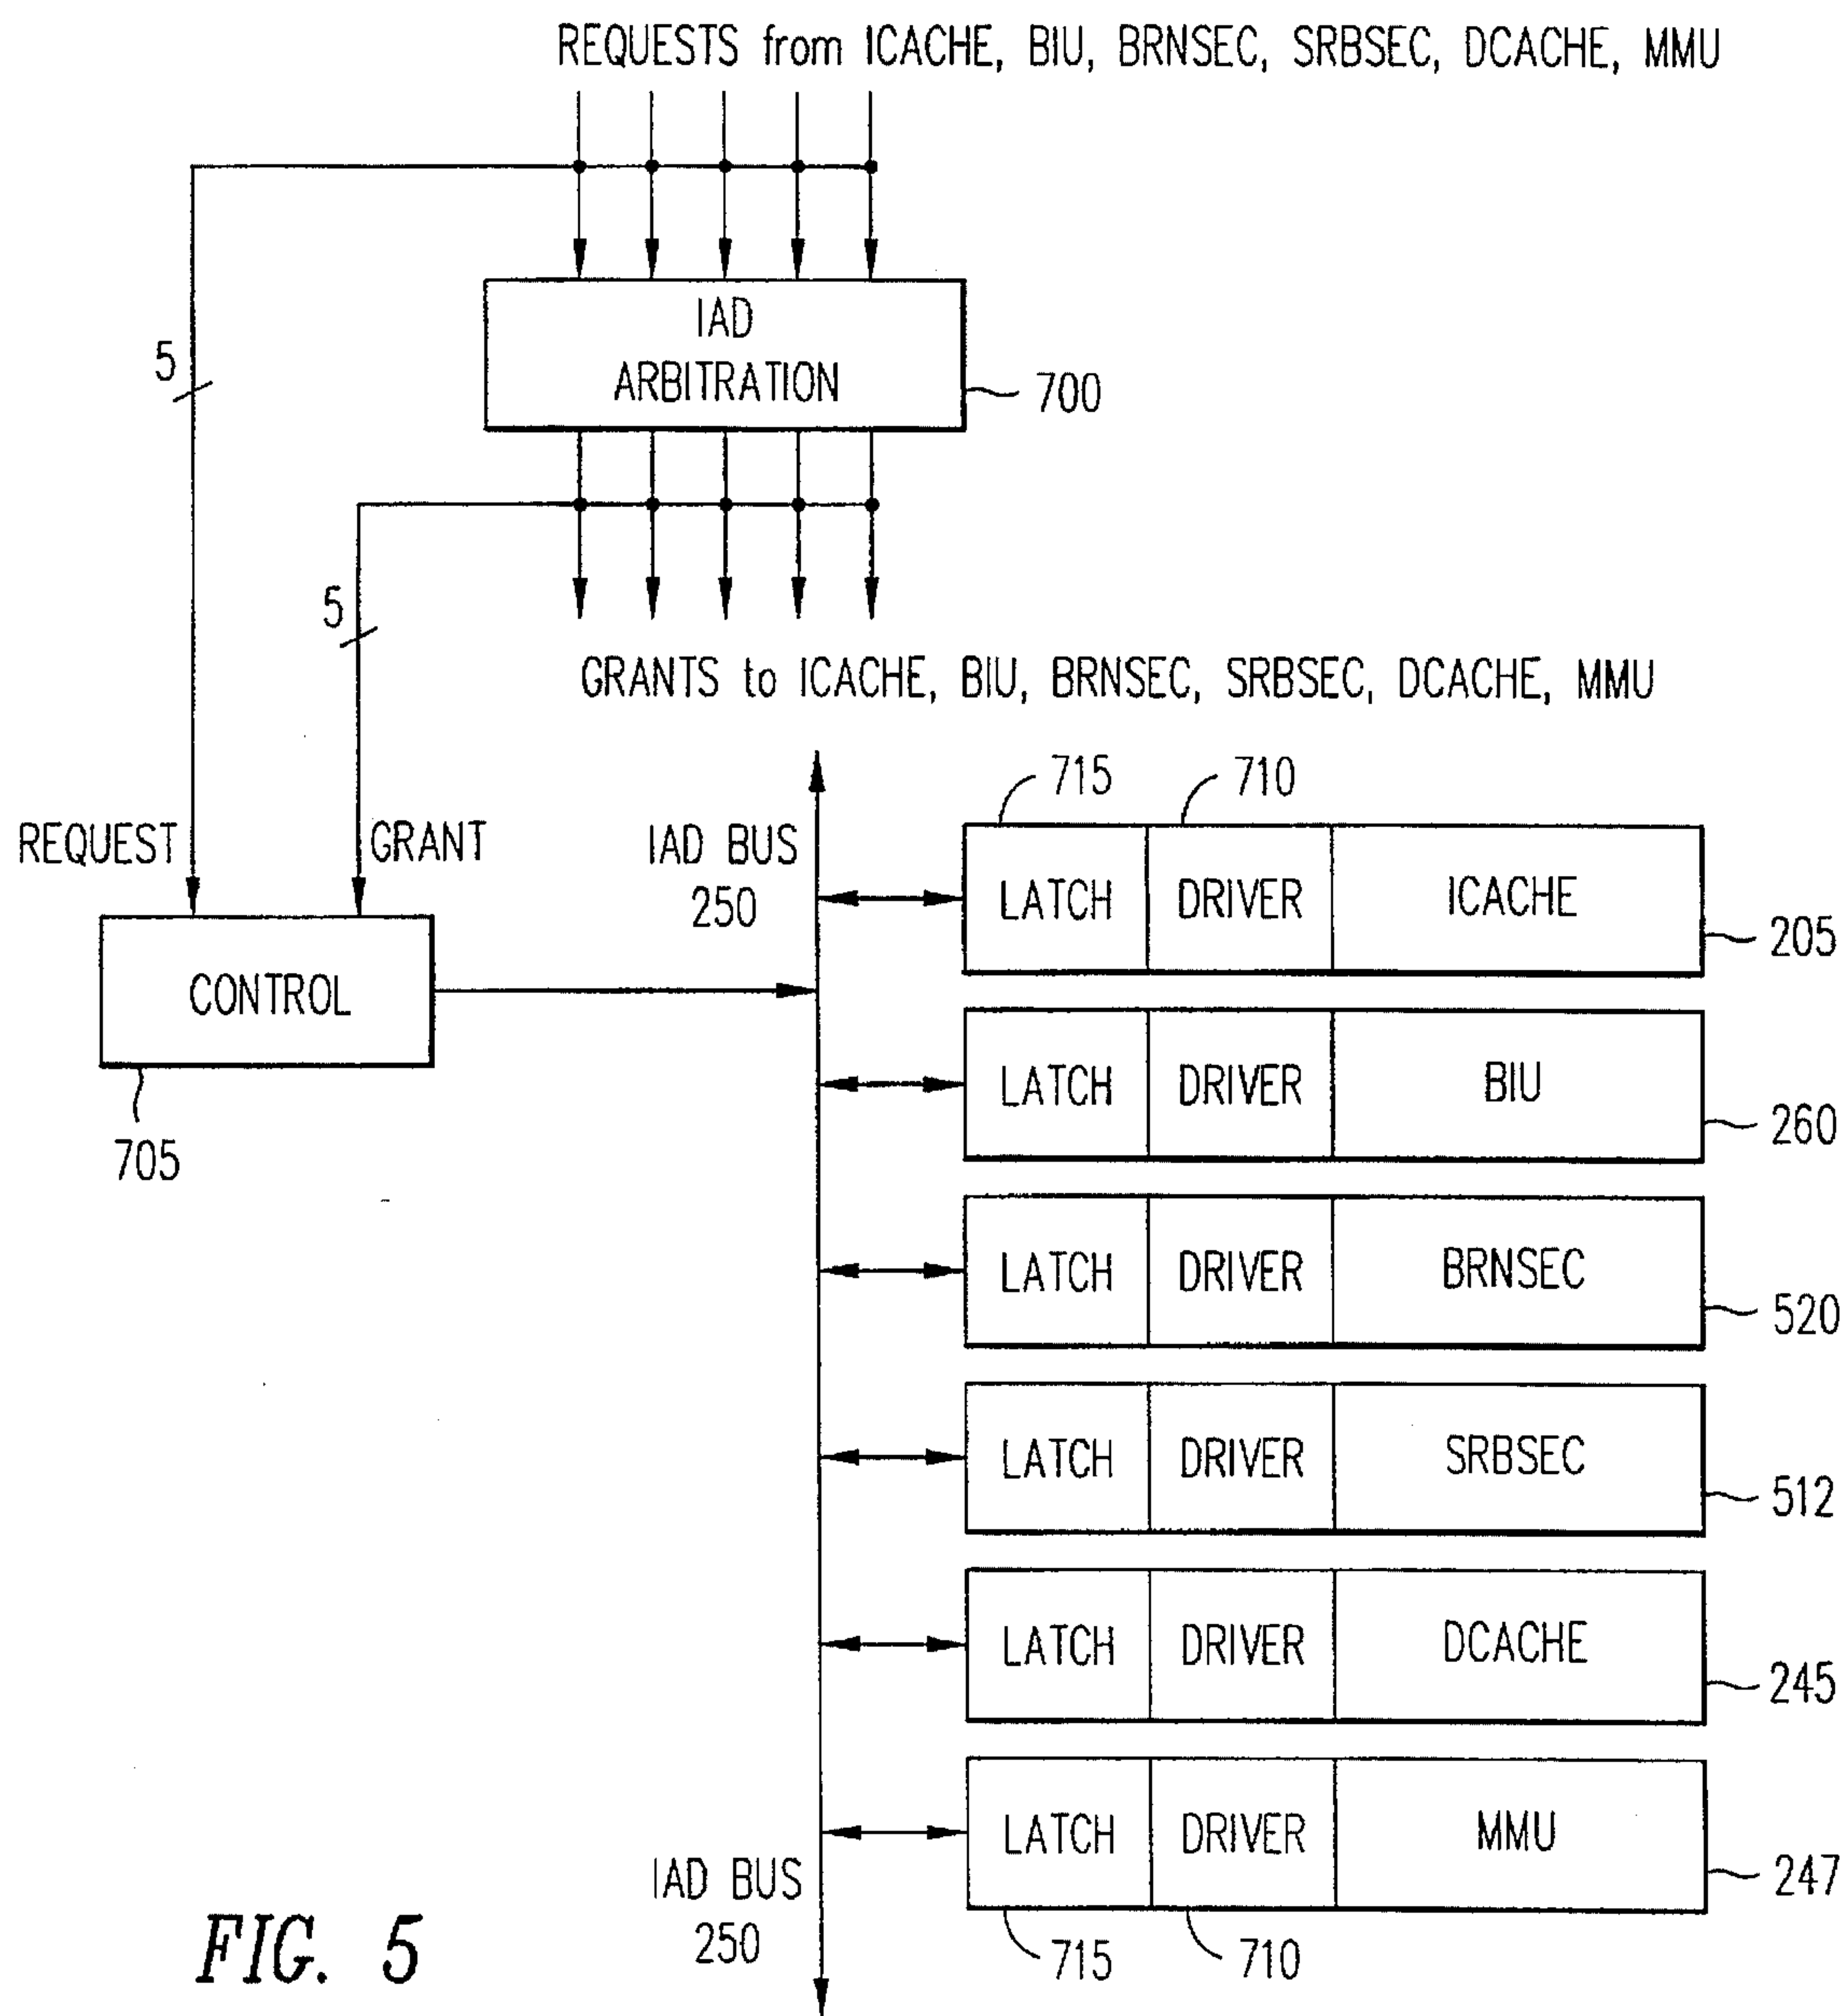 REQUESTS from ICACHE, BIU, BRNSEC, SRBSEC, DCACHE, MMU
IAD
ARBITRATION
700
5
5
GRANTS to ICACHE, BIU, BRNSEC, SRBSEC, DCACHE, MMU
REQUEST
GRANT
CONTROL
705
IAD BUS
250
715
710
LATCH DRIVER ICACHE
205
LATCH DRIVER BIU
260
LATCH DRIVER BRNSEC
520
LATCH DRIVER SRBSEC
512
LATCH DRIVER DCACHE
245
LATCH DRIVER MMU
247
715
710
IAD BUS
250
FIG. 5